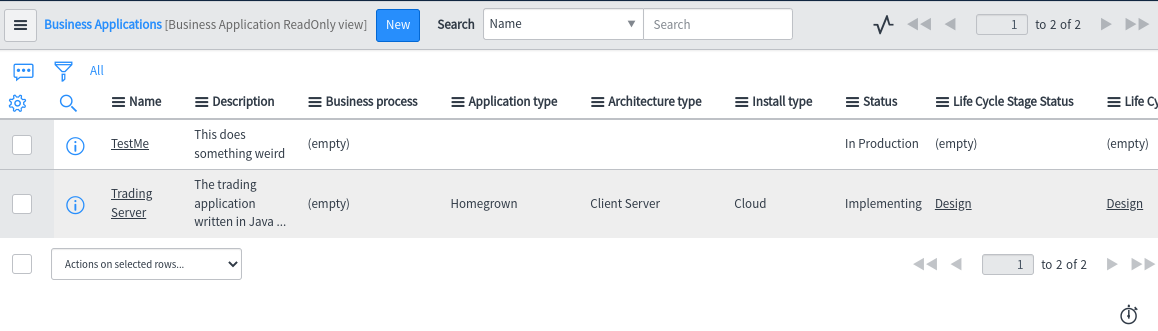 Business Applications [Business Application ReadOnly view] New Search Name Search 1 to 2 of 2
All
Name Description Business process Application type Architecture type Install type Status Life Cycle Stage Status Life Cy
TestMe This does something weird (empty) In Production (empty) (empty)
Trading Server The trading application written in Java ... (empty) Homegrown Client Server Cloud Implementing Design Design
Actions on selected rows... 1 to 2 of 2